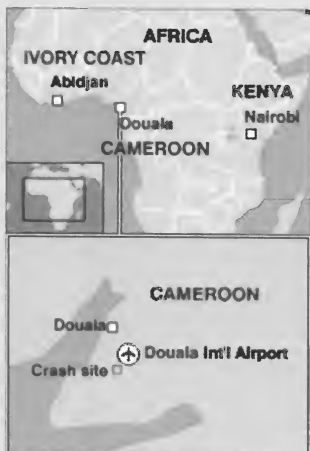 AFRICA
IVORY COAST
Abidjan
KENYA
Nairobi
Douala
CAMEROON
CAMEROON
Douala
Douala Int'l Airport
Crash site